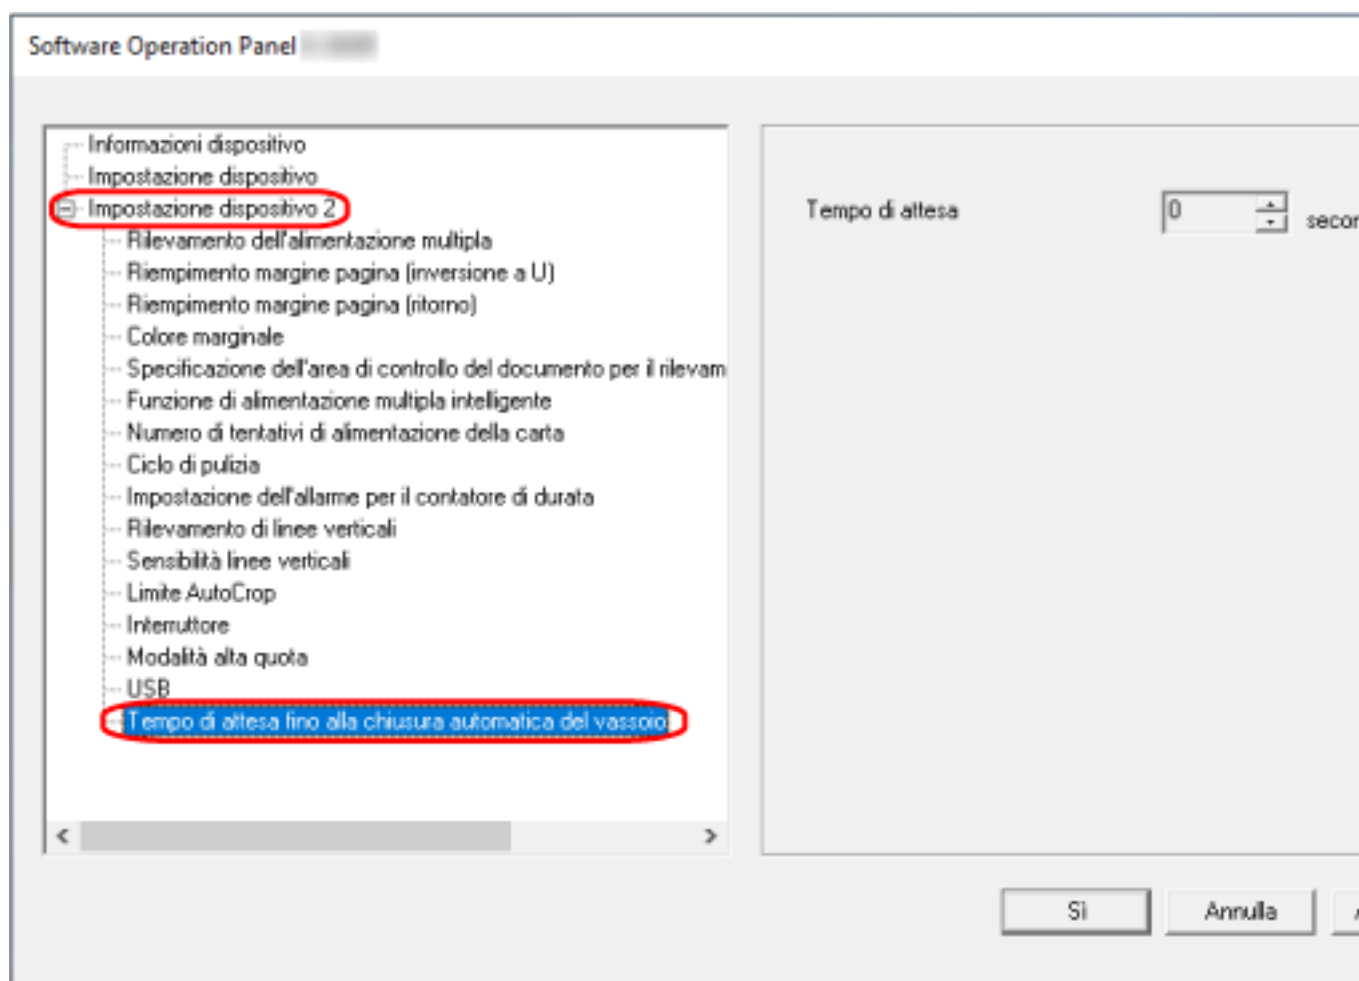 Software Operation Panel
Informazioni dispositivo
Impostazione dispositivo
Impostazione dispositivo 2
Rilevamento dell'alimentazione multipla
Riempimento margine pagina (inversione a U)
Riempimento margine pagina (ritorno)
Colore marginale
Specificazione dell'area di controllo del documento per il rilevam
Funzione di alimentazione multipla intelligente
Numero di tentativi di alimentazione della carta
Ciclo di pulizia
Impostazione dell'allarme per il contatore di durata
Rilevamento di linee verticali
Sensibilità linee verticali
Limite AutoCrop
Interruttore
Modalità alta quota
USB
Tempo di attesa fino alla chiusura automatica del vassoio
Tempo di attesa 0 secon
Sì Annulla